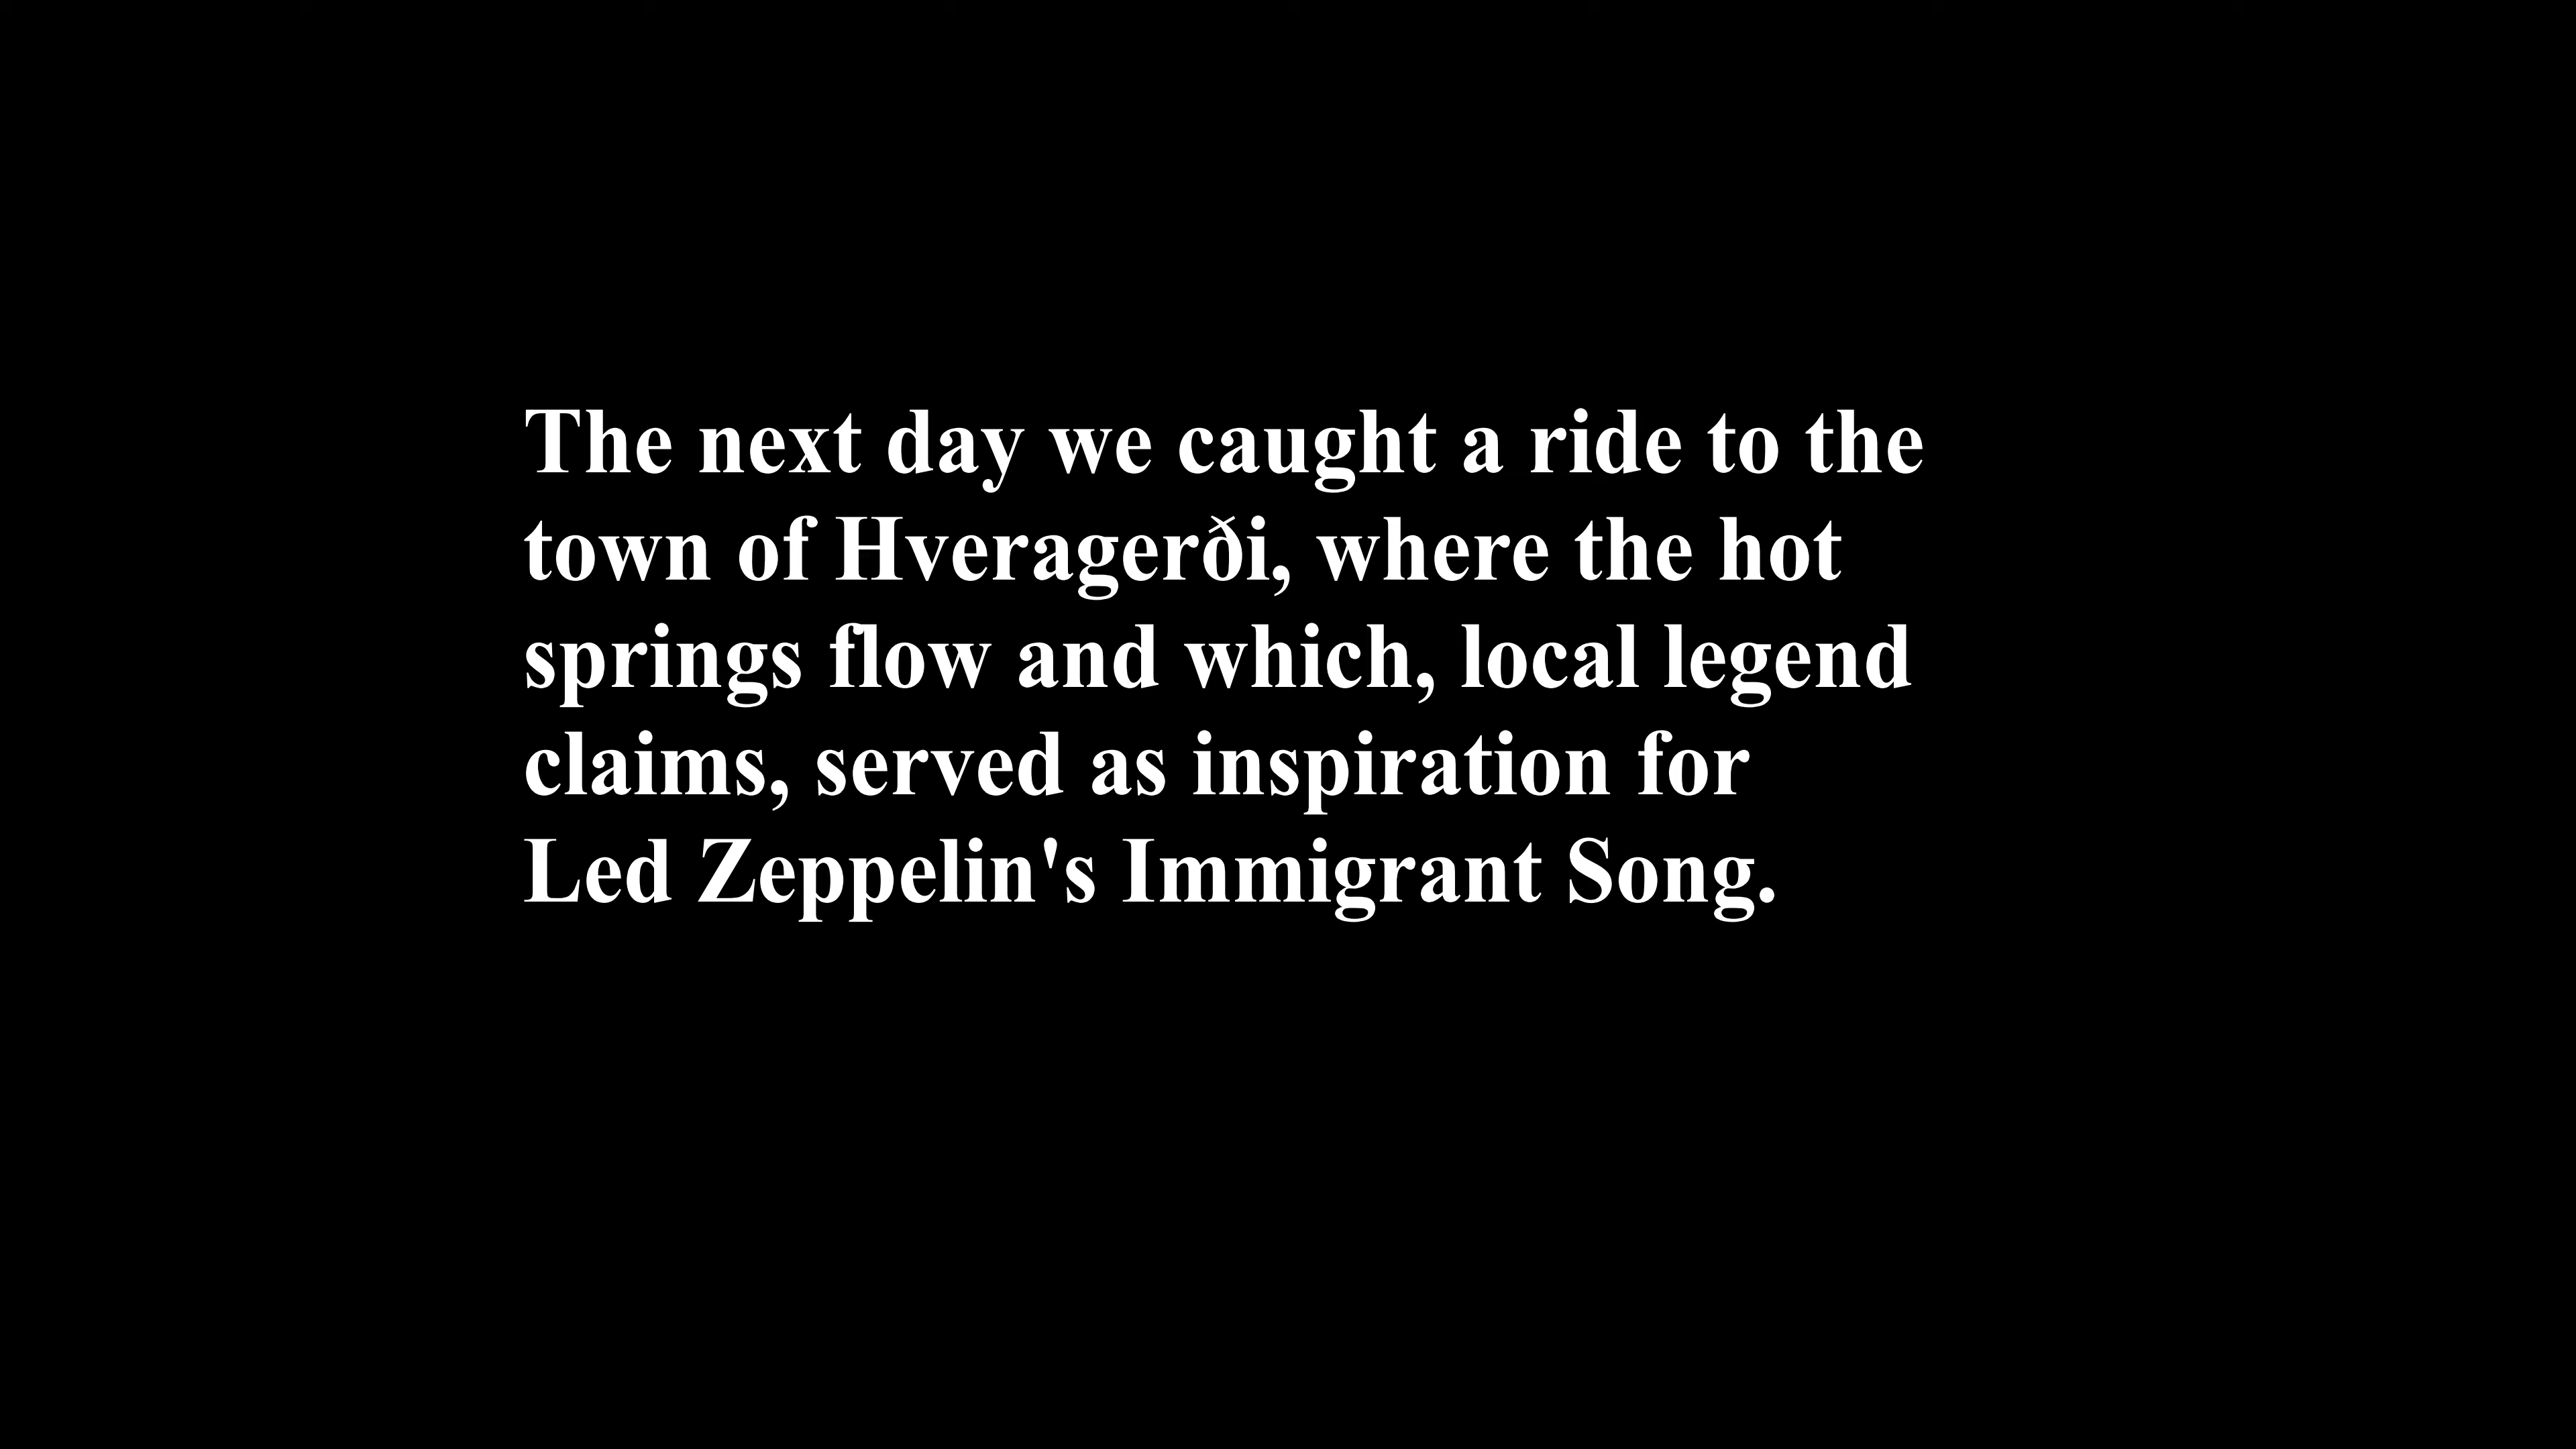 The next day we caught a ride to the
town of Hveragerði, where the hot
springs flow and which, local legend
claims, served as inspiration for
Led Zeppelin's Immigrant Song.